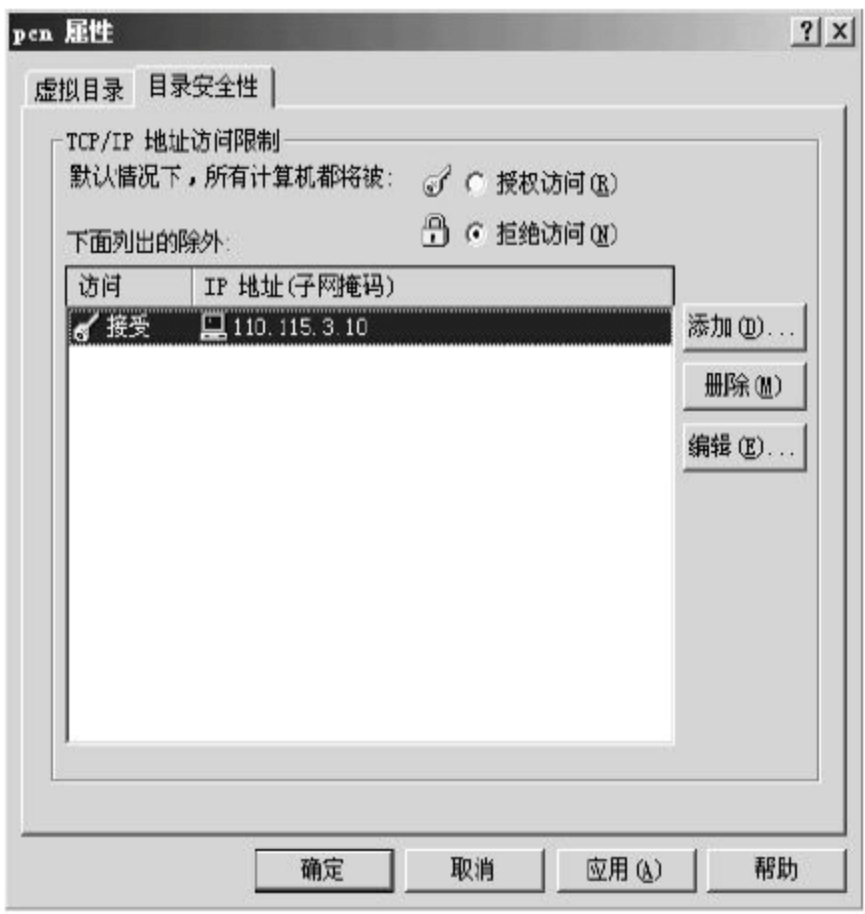 pcn 属性
虚拟目录 目录安全性
TCP/IP 地址访问限制
默认情况下，所有计算机都将被: 授权访问(R)
拒绝访问(N)
下面列出的除外:
访问 IP 地址(子网掩码)
接受 110.115.3.10
添加(D)...
删除(M)
编辑(E)...
确定 取消 应用(A) 帮助